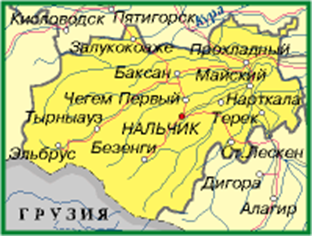 Кисловодск Пятигорск Кура
Залукокоаже Прохладный
Баксан Майский
Чегем Первый Нарткала
Тырныауз НАЛЬЧИК Терек
Эльбрус Безенги Ст.Лескен
Дигора
ГРУЗИЯ Алагир